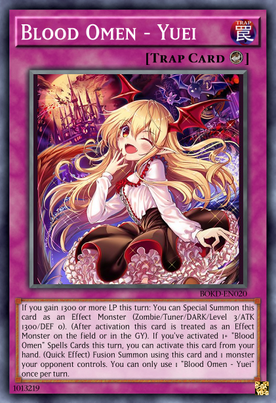 Blood Omen - Yuei
TRAP
罠
[Trap Card ]
BOKD-EN020
If you gain 1300 or more LP this turn: You can Special Summon this
card as an Effect Monster (Zombie/Tuner/DARK/Level 3/ATK
1300/DEF 0). (After activation this card is treated as an Effect
Monster on the field or in the GY). If you've activated 1+ "Blood
Omen" Spells Cards this turn, you can activate this card from your
hand. (Quick Effect) Fusion Summon using this card and 1 monster
your opponent controls. You can only use 1 "Blood Omen - Yuei"
once per turn.
1013219